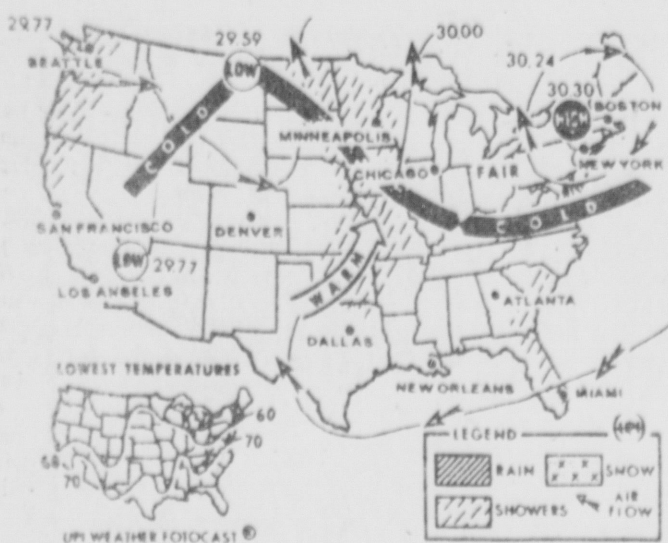 29.77
29.59
30.00
30.24
30.30
SEATTLE
LOW
HIGH
BOSTON
MINNEAPOLIS
COLD
CHICAGO
FAIR
NEW YORK
COLD
SAN FRANCISCO
DENVER
LOW
29.77
WARM
LOS ANGELES
ATLANTA
DALLAS
LOWEST TEMPERATURES
NEW ORLEANS
MIAMI
60
70
70
LEGEND
RAIN
SNOW
SHOWERS
AIR
FLOW
UPI WEATHER FOTOCAST ®